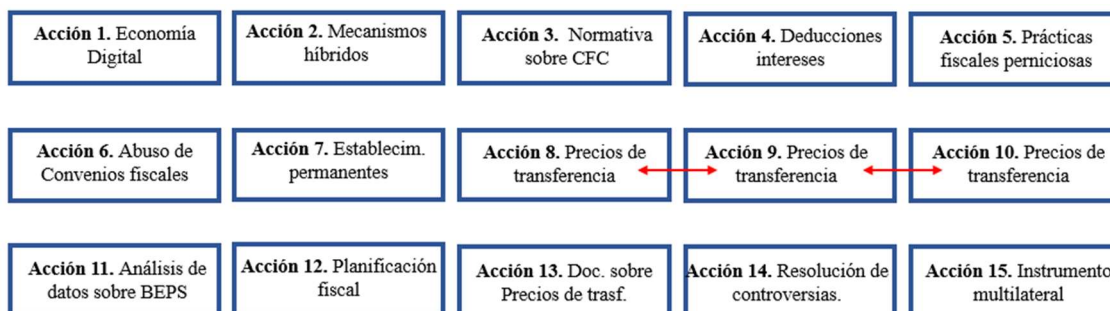 Acción 1. Economía
Digital
Acción 2. Mecanismos
híbridos
Acción 3. Normativa
sobre CFC
Acción 4. Deducciones
intereses
Acción 5. Prácticas
fiscales perniciosas
Acción 6. Abuso de
Convenios fiscales
Acción 7. Establecim.
permanentes
Acción 8. Precios de
transferencia
Acción 9. Precios de
transferencia
Acción 10. Precios de
transferencia
Acción 11. Análisis de
datos sobre BEPS
Acción 12. Planificación
fiscal
Acción 13. Doc. sobre
Precios de trasf.
Acción 14. Resolución de
controversias.
Acción 15. Instrumento
multilateral